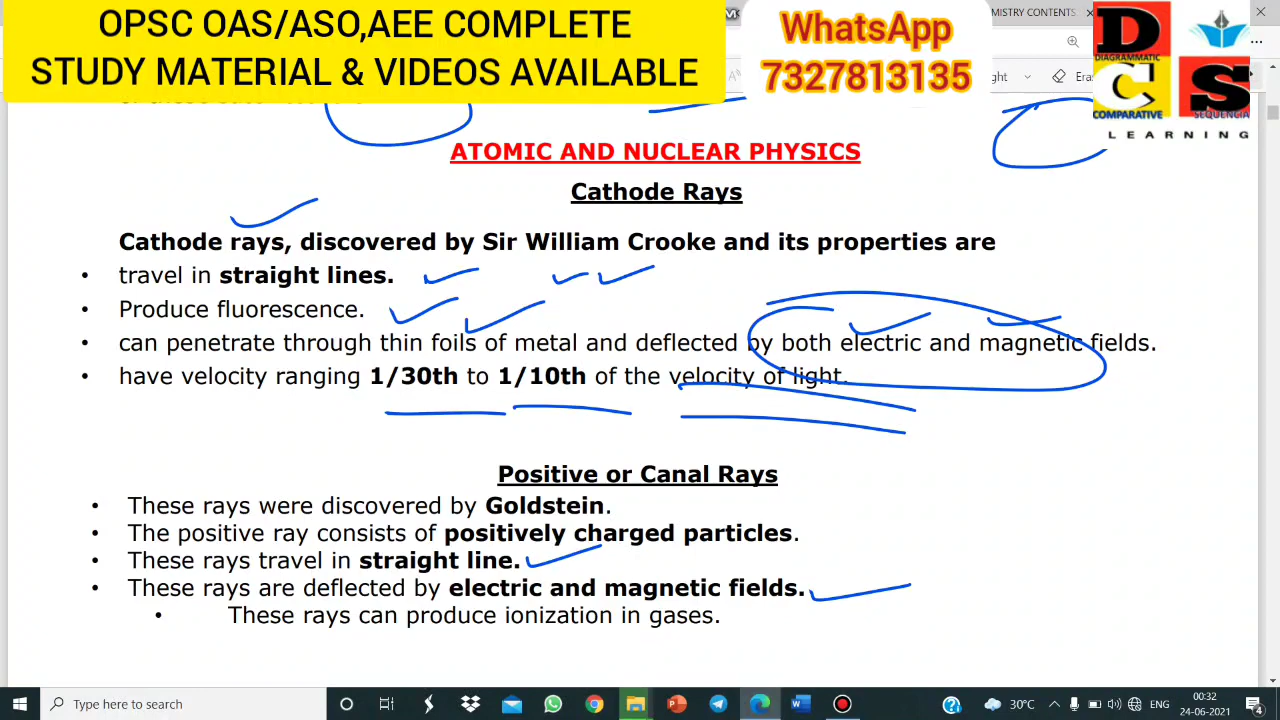 OPSC OAS/ASO,AEE COMPLETE
STUDY MATERIAL & VIDEOS AVAILABLE
WhatsApp
7327813135
MISTRY CONTENTS
ght
Eras
D
DIAGRAMMATIC
C
COMPARATIVE
S
SEQUENCIA
LEARNING
ATOMIC AND NUCLEAR PHYSICS
Cathode Rays
Cathode rays, discovered by Sir William Crooke and its properties are
• travel in straight lines.
• Produce fluorescence.
• can penetrate through thin foils of metal and deflected by both electric and magnetic fields.
• have velocity ranging 1/30th to 1/10th of the velocity of light.
Positive or Canal Rays
• These rays were discovered by Goldstein.
• The positive ray consists of positively charged particles.
• These rays travel in straight line.
• These rays are deflected by electric and magnetic fields.
• These rays can produce ionization in gases.
Type here to search
30°C
ENG
00:32
24-06-2021
4